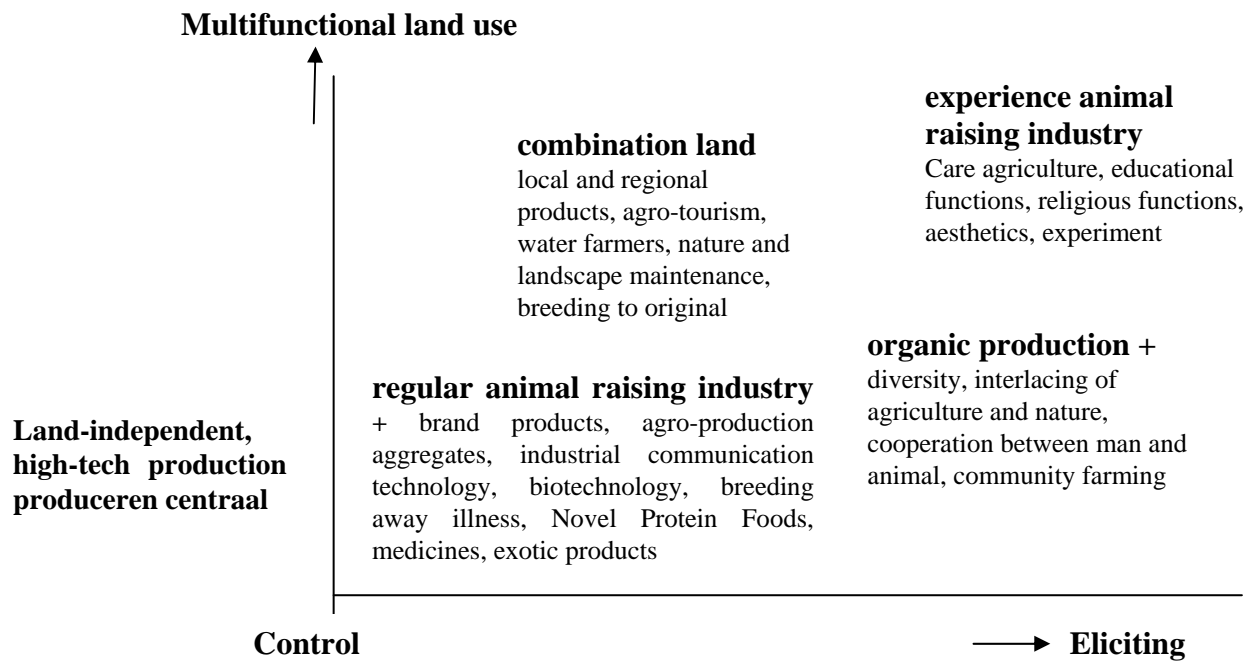 Multifunctional land use
experience animal
raising industry
Care agriculture, educational
functions, religious functions,
aesthetics, experiment
combination land
local and regional
products, agro-tourism,
water farmers, nature and
landscape maintenance,
breeding to original
organic production +
diversity, interlacing of
agriculture and nature,
cooperation between man and
animal, community farming
regular animal raising industry
+ brand products, agro-production
aggregates, industrial communication
technology, biotechnology, breeding
away illness, Novel Protein Foods,
medicines, exotic products
Land-independent,
high-tech production
produceren centraal
Control
Eliciting